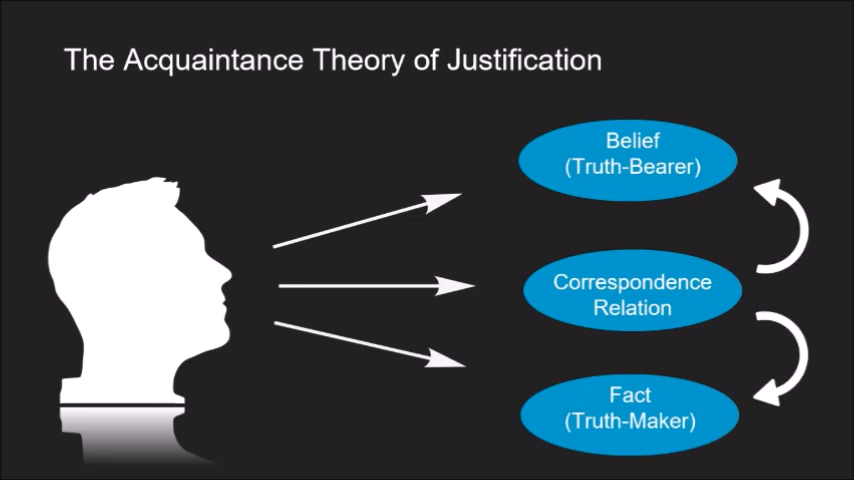 The Acquaintance Theory of Justification
Belief
(Truth-Bearer)
Correspondence
Relation
Fact
(Truth-Maker)